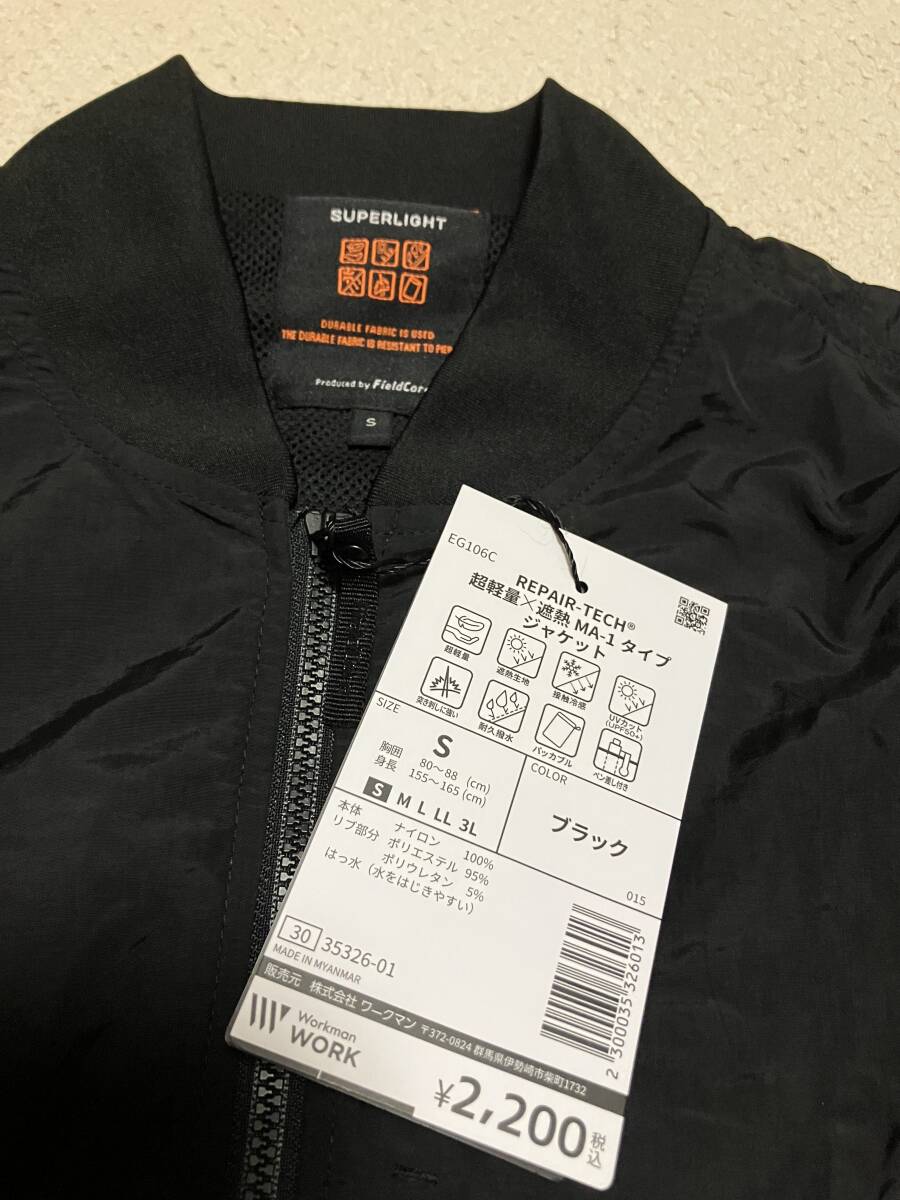 SUPERLIGHT
DURABLE FABRIC IS USED
THE DURABLE FABRIC IS RESISTANT TO
Produced by FieldCor
S
EG106C
REPAIR-TECH®
超軽量×遮熱 MA-1 タイプ
ジャケット
超軽量
遮熱生地
接触冷感
UVカット
(UPF50+)
突き刺しに強い
耐久撥水
パッカブル
ペン差し付き
SIZE
S
胸囲 80〜88 (cm)
身長 155〜165 (cm)
S M L LL 3L
COLOR
ブラック
015
本体 ナイロン 100%
リブ部分 ポリエステル 95%
ポリウレタン 5%
はっ水(水をはじきやすい)
30 35326-01
MADE IN MYANMAR
販売元 株式会社 ワークマン 〒372-0824 群馬県伊勢崎市柴町1732
2300035326013
Workman
WORK
¥2,200 税込